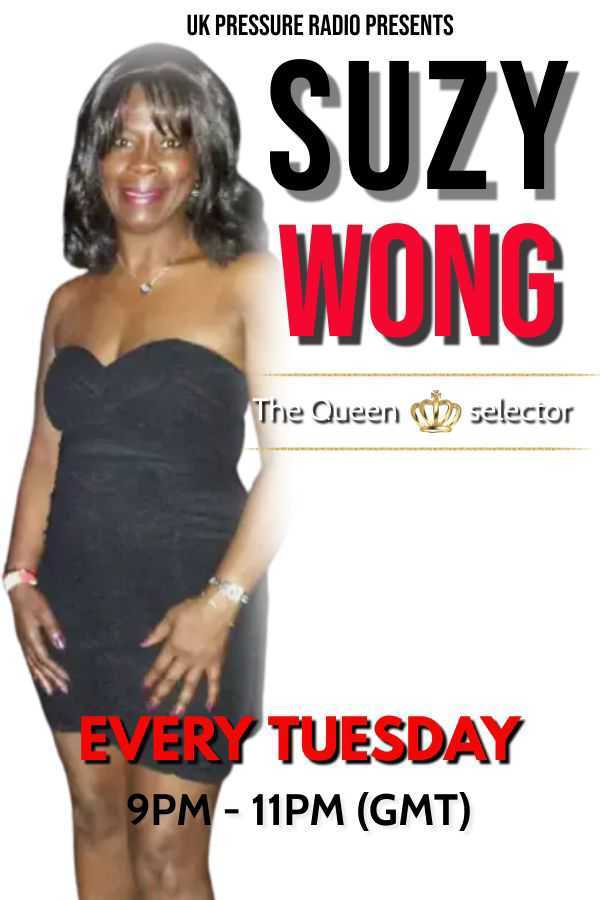 UK PRESSURE RADIO PRESENTS
SUZY
WONG
The Queen selector
EVERY TUESDAY
9PM - 11PM (GMT)